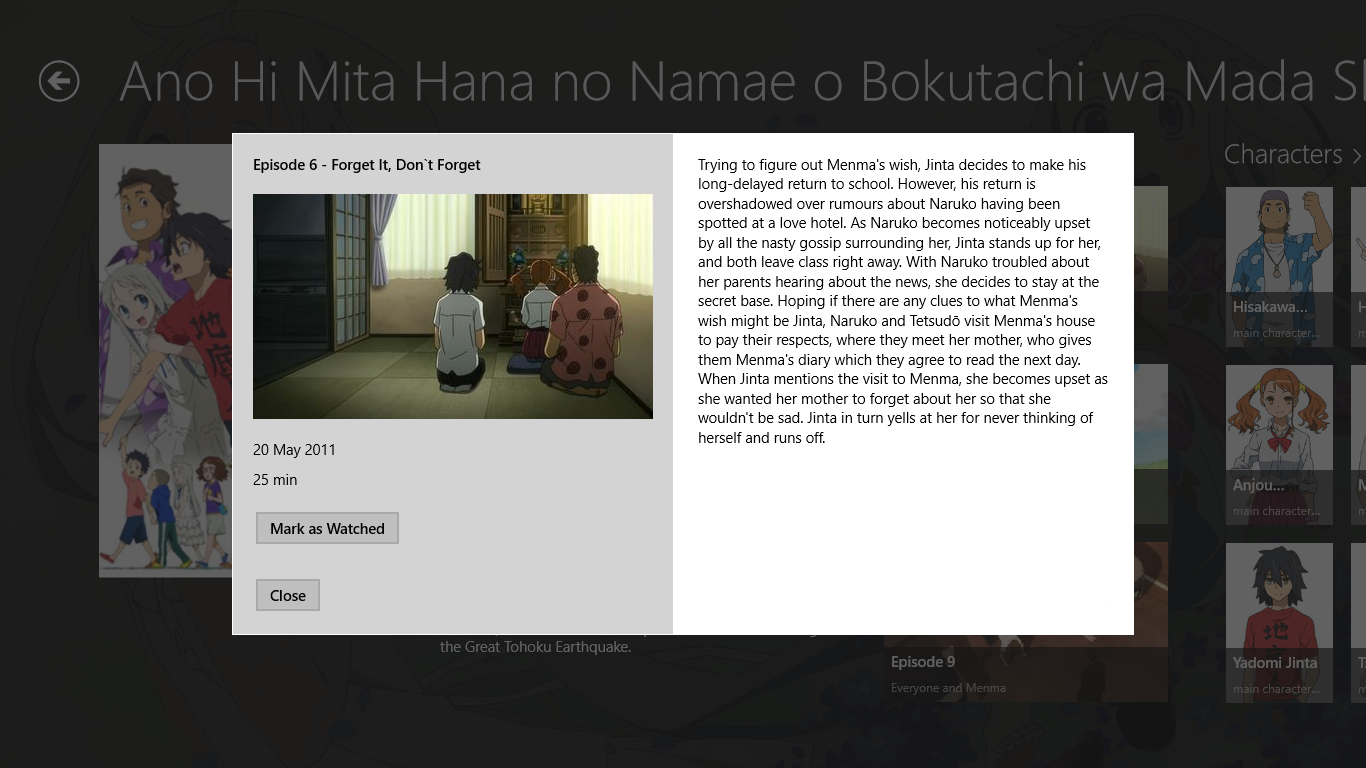 Ano Hi Mita Hana no Namae o Bokutachi wa Mada
Characters >
Episode 6 - Forget It, Don`t Forget
20 May 2011
25 min
Mark as Watched
Close
Trying to figure out Menma's wish, Jinta decides to make his
long-delayed return to school. However, his return is
overshadowed over rumours about Naruko having been
spotted at a love hotel. As Naruko becomes noticeably upset
by all the nasty gossip surrounding her, Jinta stands up for her,
and both leave class right away. With Naruko troubled about
her parents hearing about the news, she decides to stay at the
secret base. Hoping if there are any clues to what Menma's
wish might be Jinta, Naruko and Tetsudō visit Menma's house
to pay their respects, where they meet her mother, who gives
them Menma's diary which they agree to read the next day.
When Jinta mentions the visit to Menma, she becomes upset as
she wanted her mother to forget about her so that she
wouldn't be sad. Jinta in turn yells at her for never thinking of
herself and runs off.
地底
the Great Tohoku Earthquake.
Episode 9
Everyone and Menma
Hisakawa...
main character...
Anjou...
main character...
地
Yadomi Jinta
main character...